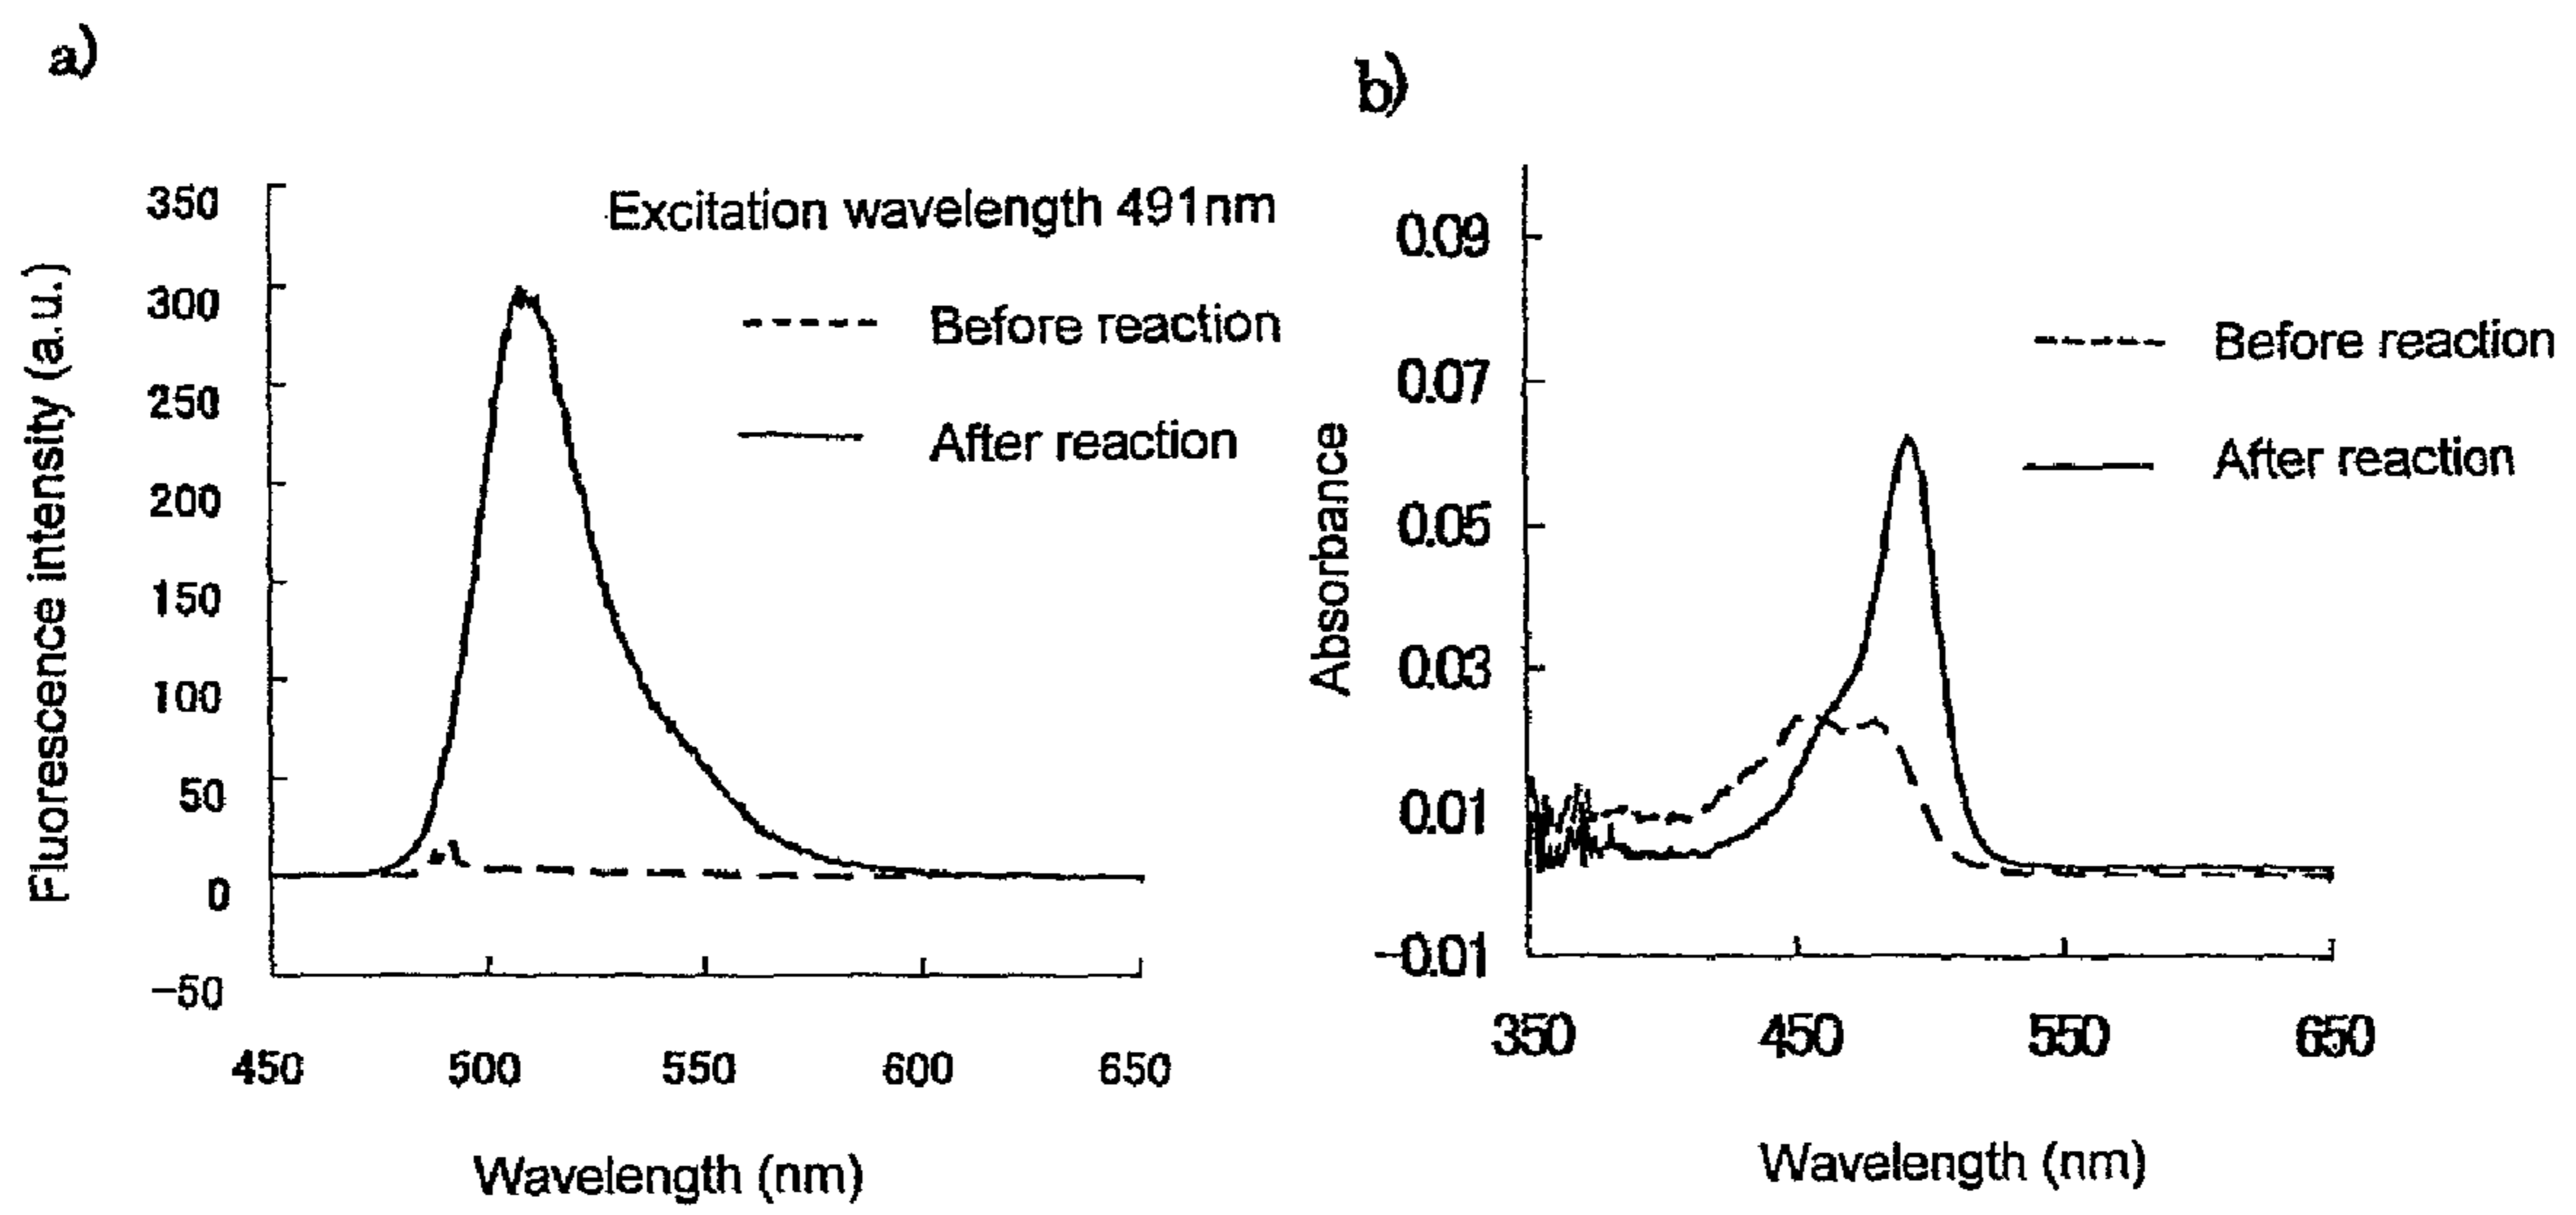 a)
350
300
250
200
150
100
50
0
-50
450 500 550 600 650
Fluorescence intensity (a.u.)
Wavelength (nm)
Excitation wavelength 491nm
Before reaction
After reaction
b)
0.09
0.07
0.05
0.03
0.01
-0.01
350 450 550 650
Absorbance
Wavelength (nm)
Before reaction
After reaction